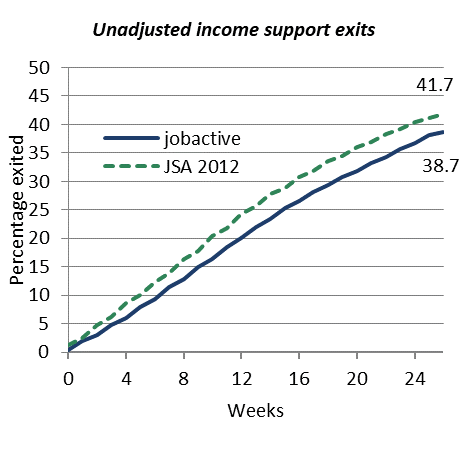 Unadjusted income support exits
50
45
40
35
30
25
20
15
10
5
0
Percentage exited
41.7
38.7
jobactive
JSA 2012
0 4 8 12 16 20 24
Weeks